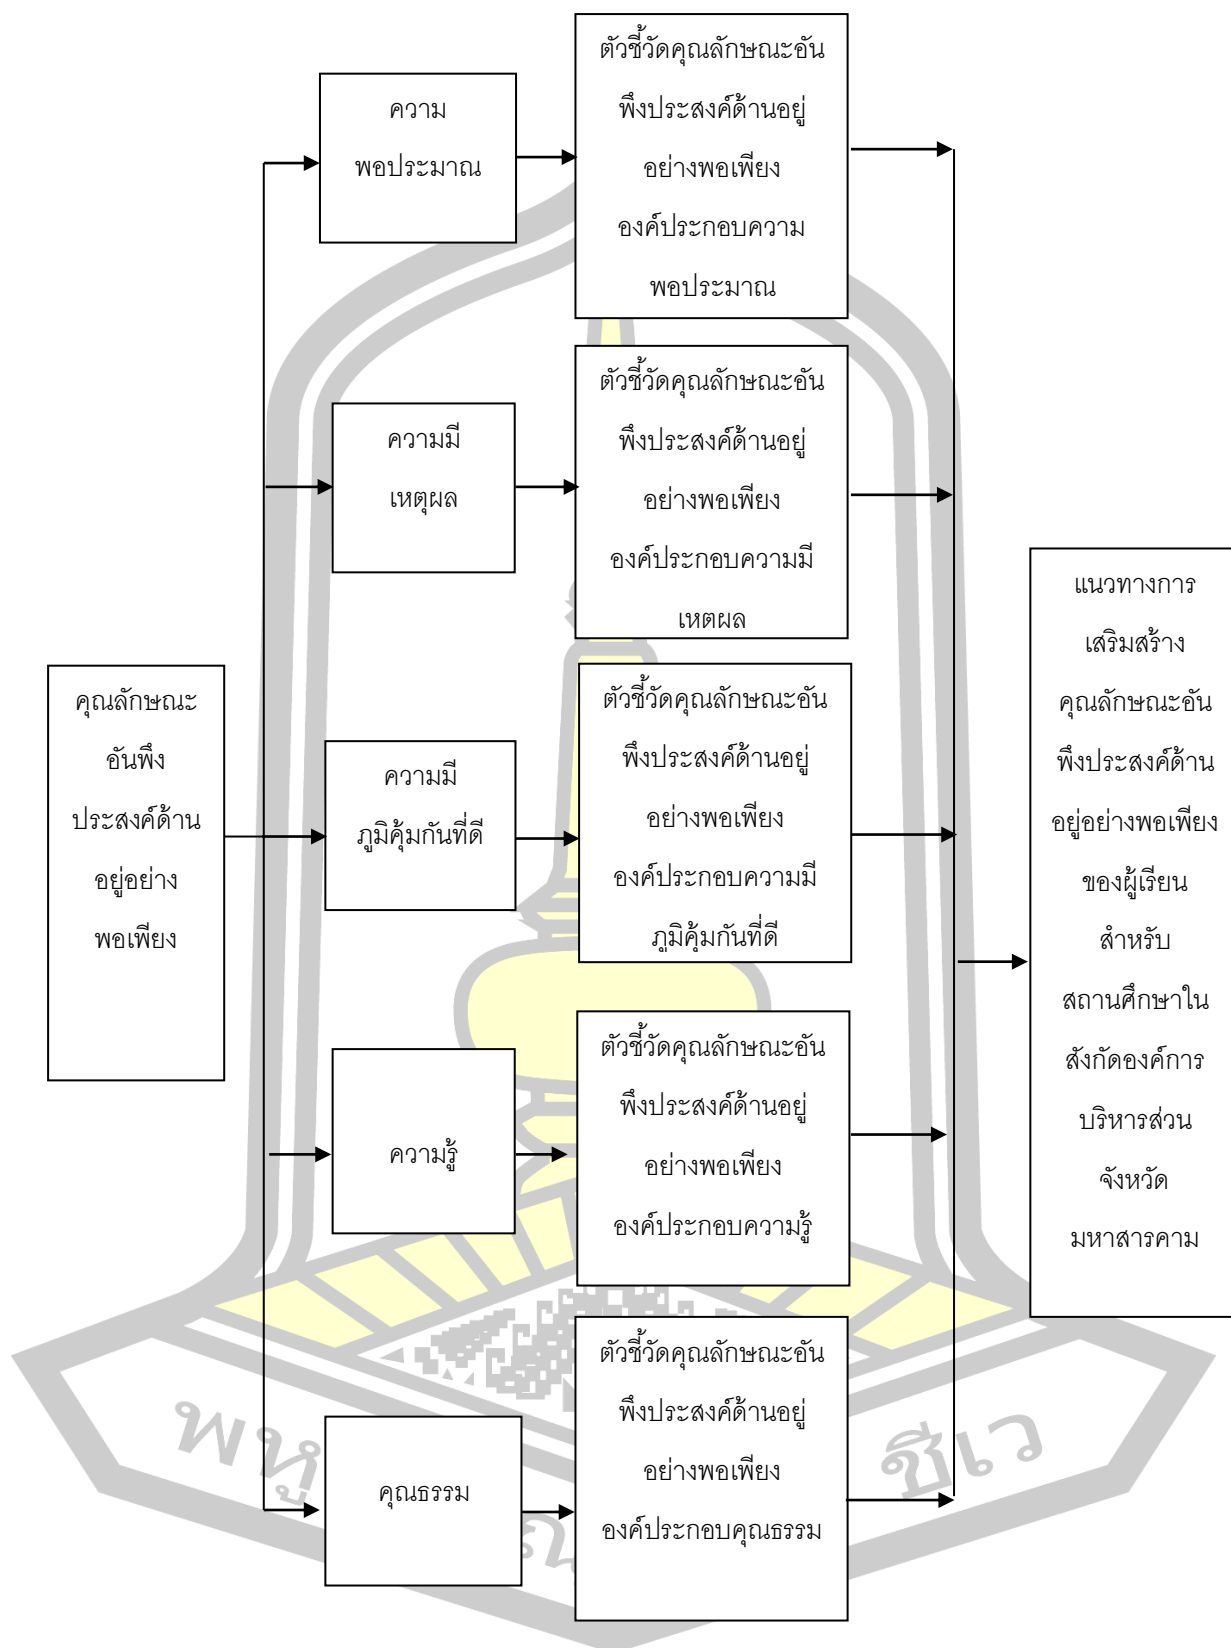 คุณลักษณะ
อันพึง
ประสงค์ด้าน
อยู่อย่าง
พอเพียง
ความ
พอประมาณ
ตัวชี้วัดคุณลักษณะอัน
พึงประสงค์ด้านอยู่
อย่างพอเพียง
องค์ประกอบความ
พอประมาณ
ความมี
เหตุผล
ตัวชี้วัดคุณลักษณะอัน
พึงประสงค์ด้านอยู่
อย่างพอเพียง
องค์ประกอบความมี
เหตผล
ความมี
ภูมิคุ้มกันที่ดี
ตัวชี้วัดคุณลักษณะอัน
พึงประสงค์ด้านอยู่
อย่างพอเพียง
องค์ประกอบความมี
ภูมิคุ้มกันที่ดี
ความรู้
ตัวชี้วัดคุณลักษณะอัน
พึงประสงค์ด้านอยู่
อย่างพอเพียง
องค์ประกอบความรู้
คุณธรรม
ตัวชี้วัดคุณลักษณะอัน
พึงประสงค์ด้านอยู่
อย่างพอเพียง
องค์ประกอบคุณธรรม
แนวทางการ
เสริมสร้าง
คุณลักษณะอัน
พึงประสงค์ด้าน
อยู่อย่างพอเพียง
ของผู้เรียน
สำหรับ
สถานศึกษาใน
สังกัดองค์การ
บริหารส่วน
จังหวัด
มหาสารคาม
พหู
ชีเว